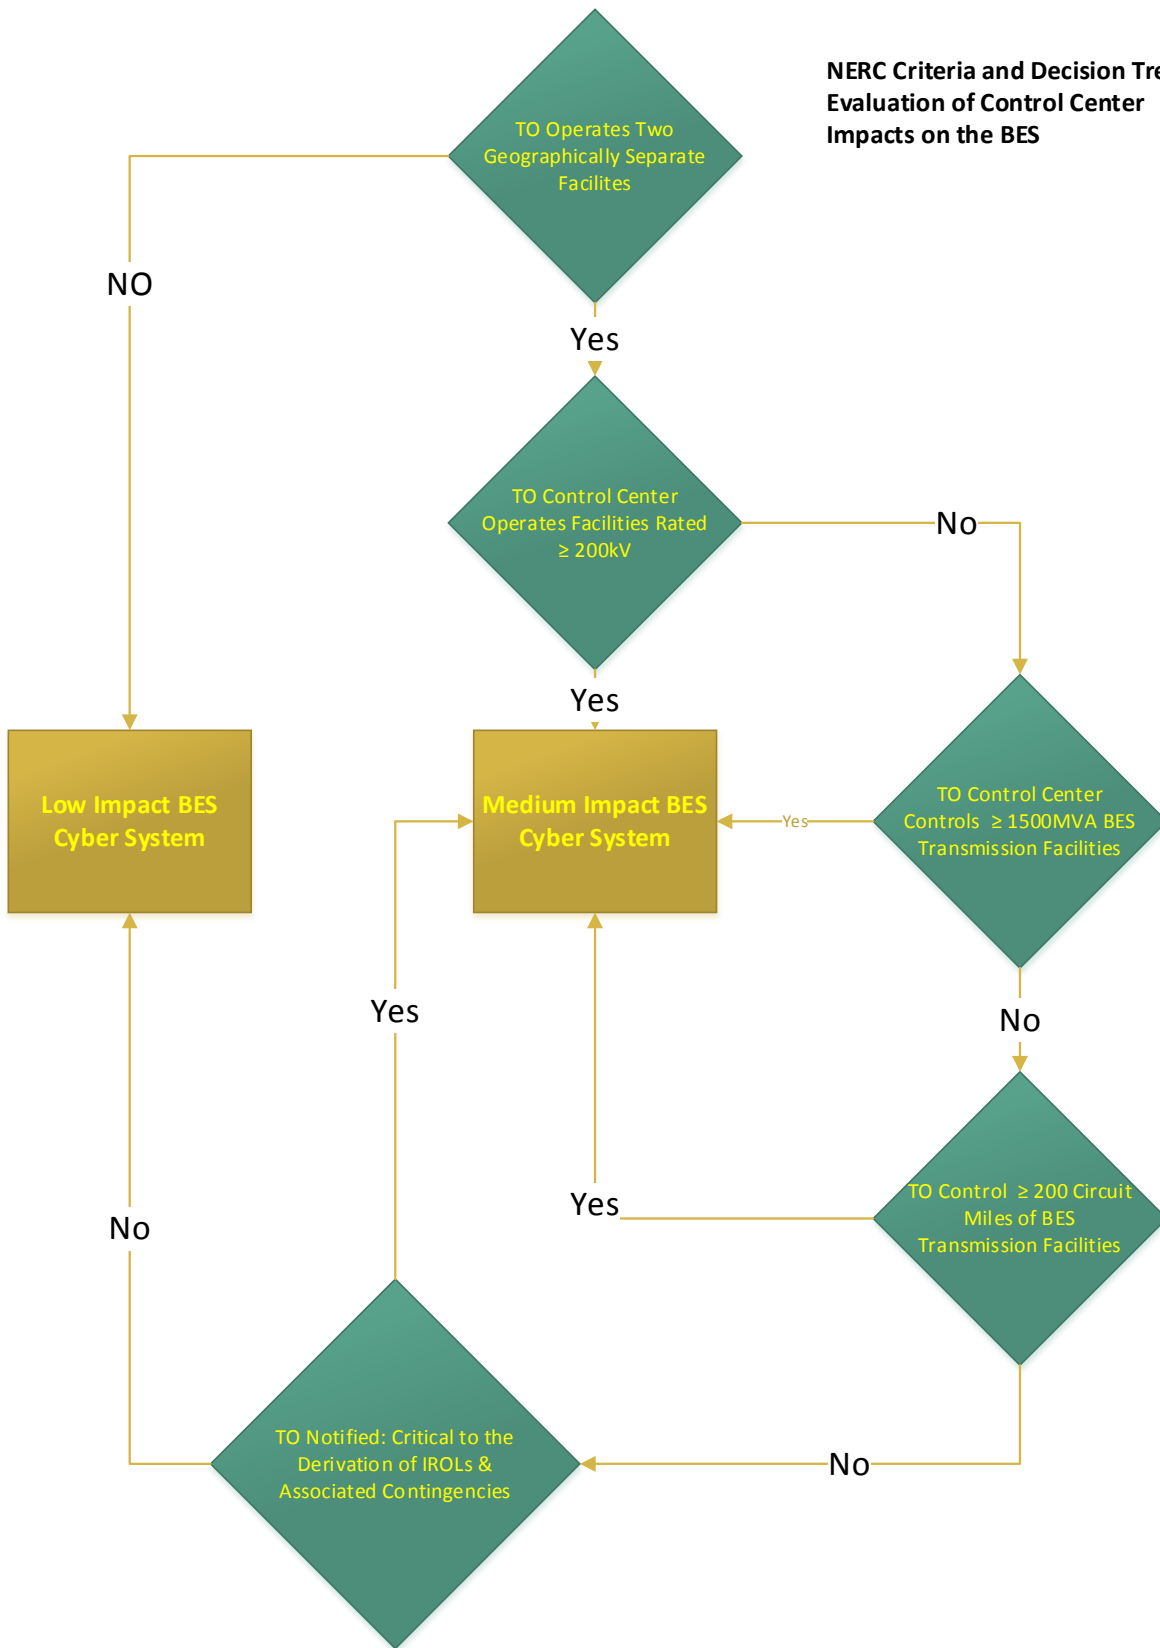 NERC Criteria and Decision Tre
Evaluation of Control Center
Impacts on the BES
TO Operates Two
Geographically Separate
Facilites
NO
Yes
TO Control Center
Operates Facilities Rated
≥ 200kV
No
Yes
Low Impact BES
Cyber System
Medium Impact BES
Cyber System
TO Control Center
Controls ≥ 1500MVA BES
Transmission Facilities
Yes
Yes
No
TO Control ≥ 200 Circuit
Miles of BES
Transmission Facilities
Yes
No
TO Notified: Critical to the
Derivation of IROLs &
Associated Contingencies
No